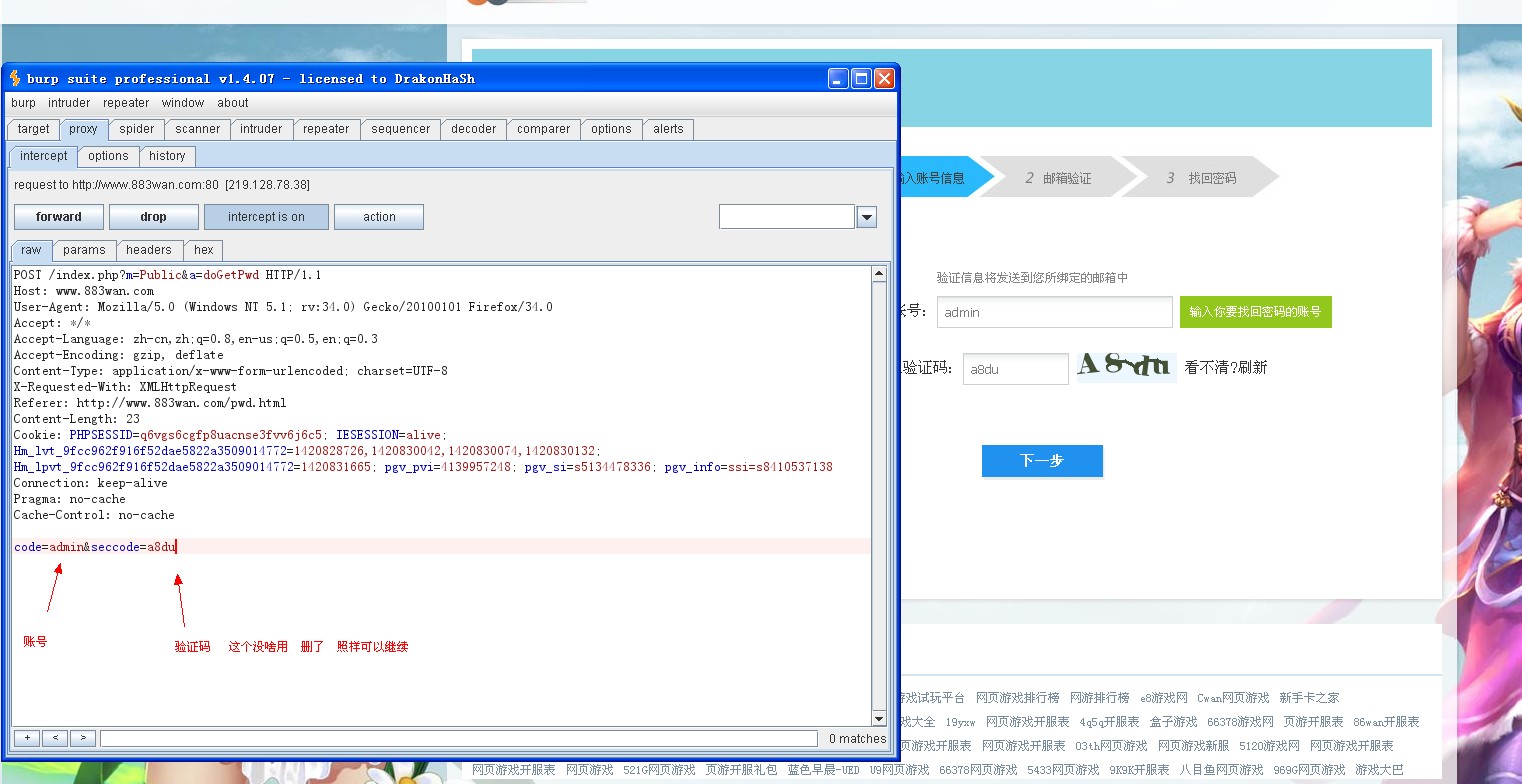 burp suite professional v1.4.07 - licensed to DrakonHaSh
burp intruder repeater window about
target proxy spider scanner intruder repeater sequencer decoder comparer options alerts
intercept options history
request to http://www.883wan.com:80 [219.128.78.38]
forward drop intercept is on action
raw params headers hex
POST /index.php?m=Public&a=doGetPwd HTTP/1.1
Host: www.883wan.com
User-Agent: Mozilla/5.0 (Windows NT 5.1; rv:34.0) Gecko/20100101 Firefox/34.0
Accept: */*
Accept-Language: zh-cn,zh;q=0.8,en-us;q=0.5,en;q=0.3
Accept-Encoding: gzip, deflate
Content-Type: application/x-www-form-urlencoded; charset=UTF-8
X-Requested-With: XMLHttpRequest
Referer: http://www.883wan.com/pwd.html
Content-Length: 23
Cookie: PHPSESSID=q6vgs6cgfp8uacnse3fvv6j6c5; IESESSION=alive;
Hm_lvt_9fcc962f916f52dae5822a3509014772=1420828726,1420830042,1420830074,1420830132;
Hm_lpvt_9fcc962f916f52dae5822a3509014772=1420831665; pgv_pvi=4139957248; pgv_si=s5134478336; pgv_info=ssi=s8410537138
Connection: keep-alive
Pragma: no-cache
Cache-Control: no-cache
code=admin&seccode=a8du
账号
验证码 这个没啥用 删了 照样可以继续
+ < > 0 matches
输入账号信息 2 邮箱验证 3 找回密码
验证信息将发送到您所绑定的邮箱中
账号: admin 输入你要找回密码的账号
验证码: a8du A8du 看不清?刷新
下一步
游戏试玩平台 网页游戏排行榜 网游排行榜 e8游戏网 Cwan网页游戏 新手卡之家
戏大全 19yxw 网页游戏开服表 4q5q开服表 盒子游戏 66378游戏网 页游开服表 86wan开服表
页游戏开服表 网页游戏开服表 03th网页游戏 网页游戏新服 5120游戏网 网页游戏开服表
网页游戏开服表 网页游戏 521G网页游戏 页游开服礼包 蓝色早晨-UED U9网页游戏 66378网页游戏 5433网页游戏 9K9K开服表 八目鱼网页游戏 969G网页游戏 游戏大巴